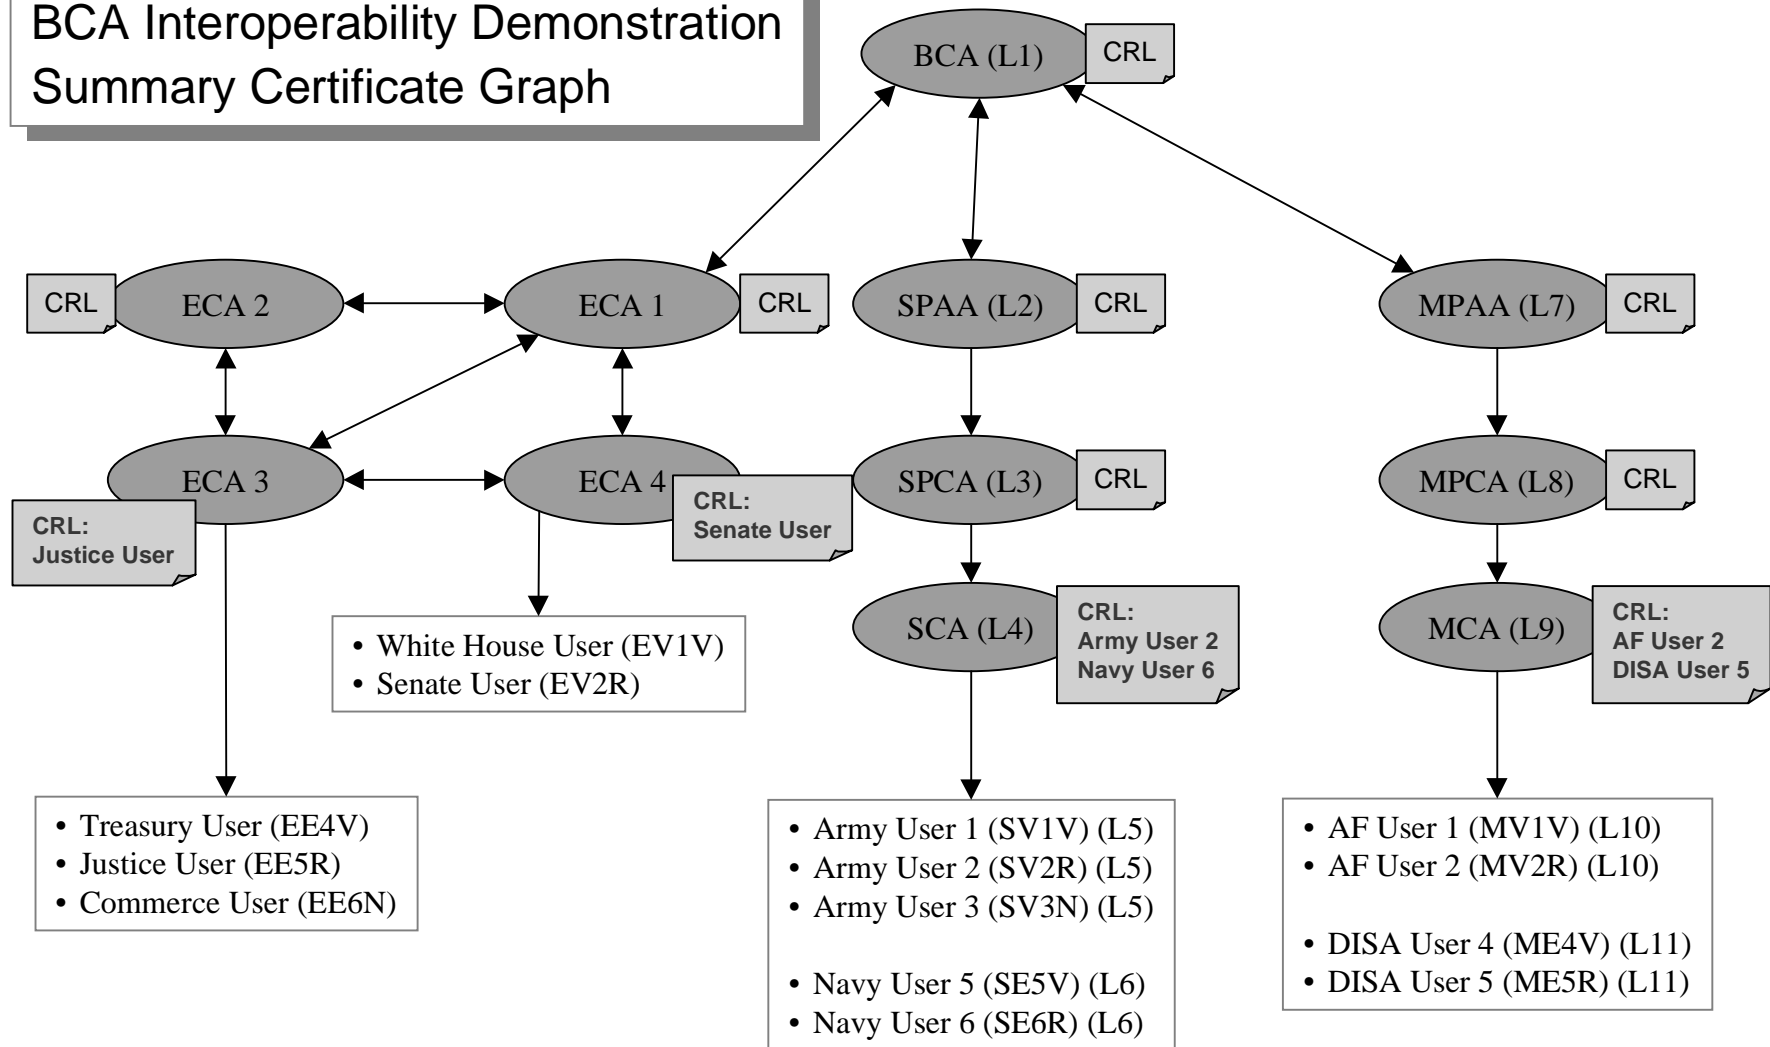 BCA Interoperability Demonstration
Summary Certificate Graph
BCA (L1)
CRL
CRL
ECA 2
ECA 1
CRL
SPAA (L2)
CRL
MPAA (L7)
CRL
ECA 3
CRL:
Justice User
ECA 4
CRL:
Senate User
SPCA (L3)
CRL
MPCA (L8)
CRL
SCA (L4)
CRL:
Army User 2
Navy User 6
MCA (L9)
CRL:
AF User 2
DISA User 5
• White House User (EV1V)
• Senate User (EV2R)
• Treasury User (EE4V)
• Justice User (EE5R)
• Commerce User (EE6N)
• Army User 1 (SV1V) (L5)
• Army User 2 (SV2R) (L5)
• Army User 3 (SV3N) (L5)
• Navy User 5 (SE5V) (L6)
• Navy User 6 (SE6R) (L6)
• AF User 1 (MV1V) (L10)
• AF User 2 (MV2R) (L10)
• DISA User 4 (ME4V) (L11)
• DISA User 5 (ME5R) (L11)